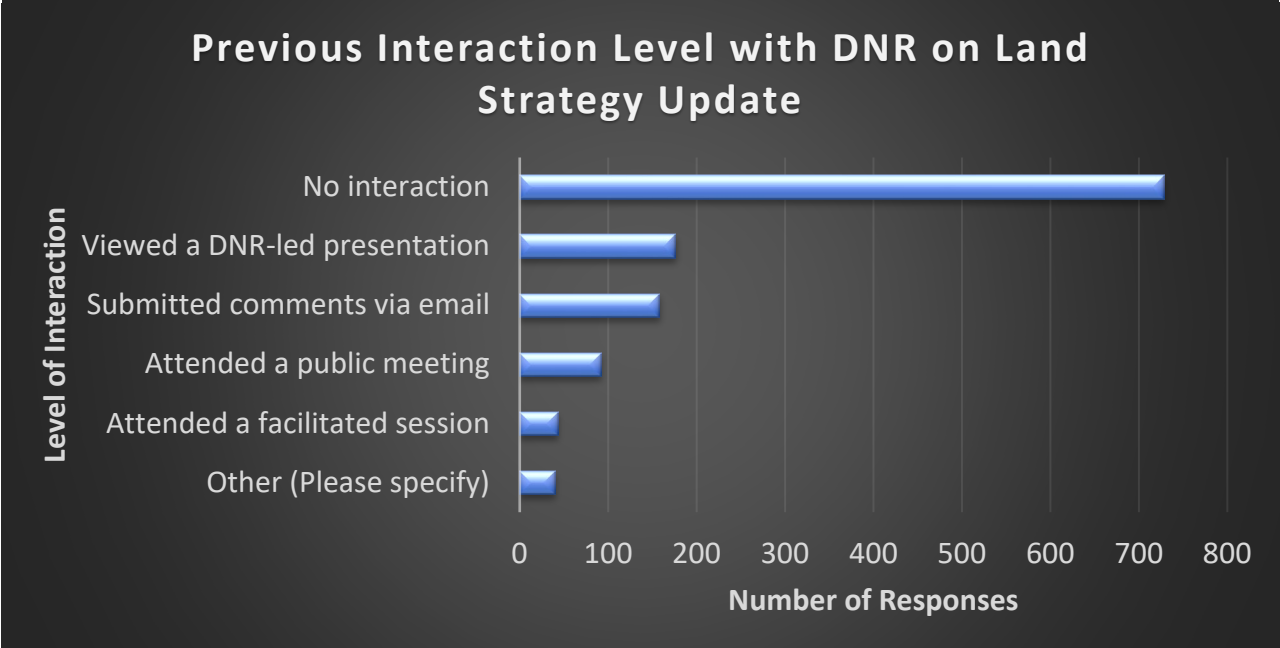 Previous Interaction Level with DNR on Land
Strategy Update
Level of Interaction
No interaction
Viewed a DNR-led presentation
Submitted comments via email
Attended a public meeting
Attended a facilitated session
Other (Please specify)
0 100 200 300 400 500 600 700 800
Number of Responses